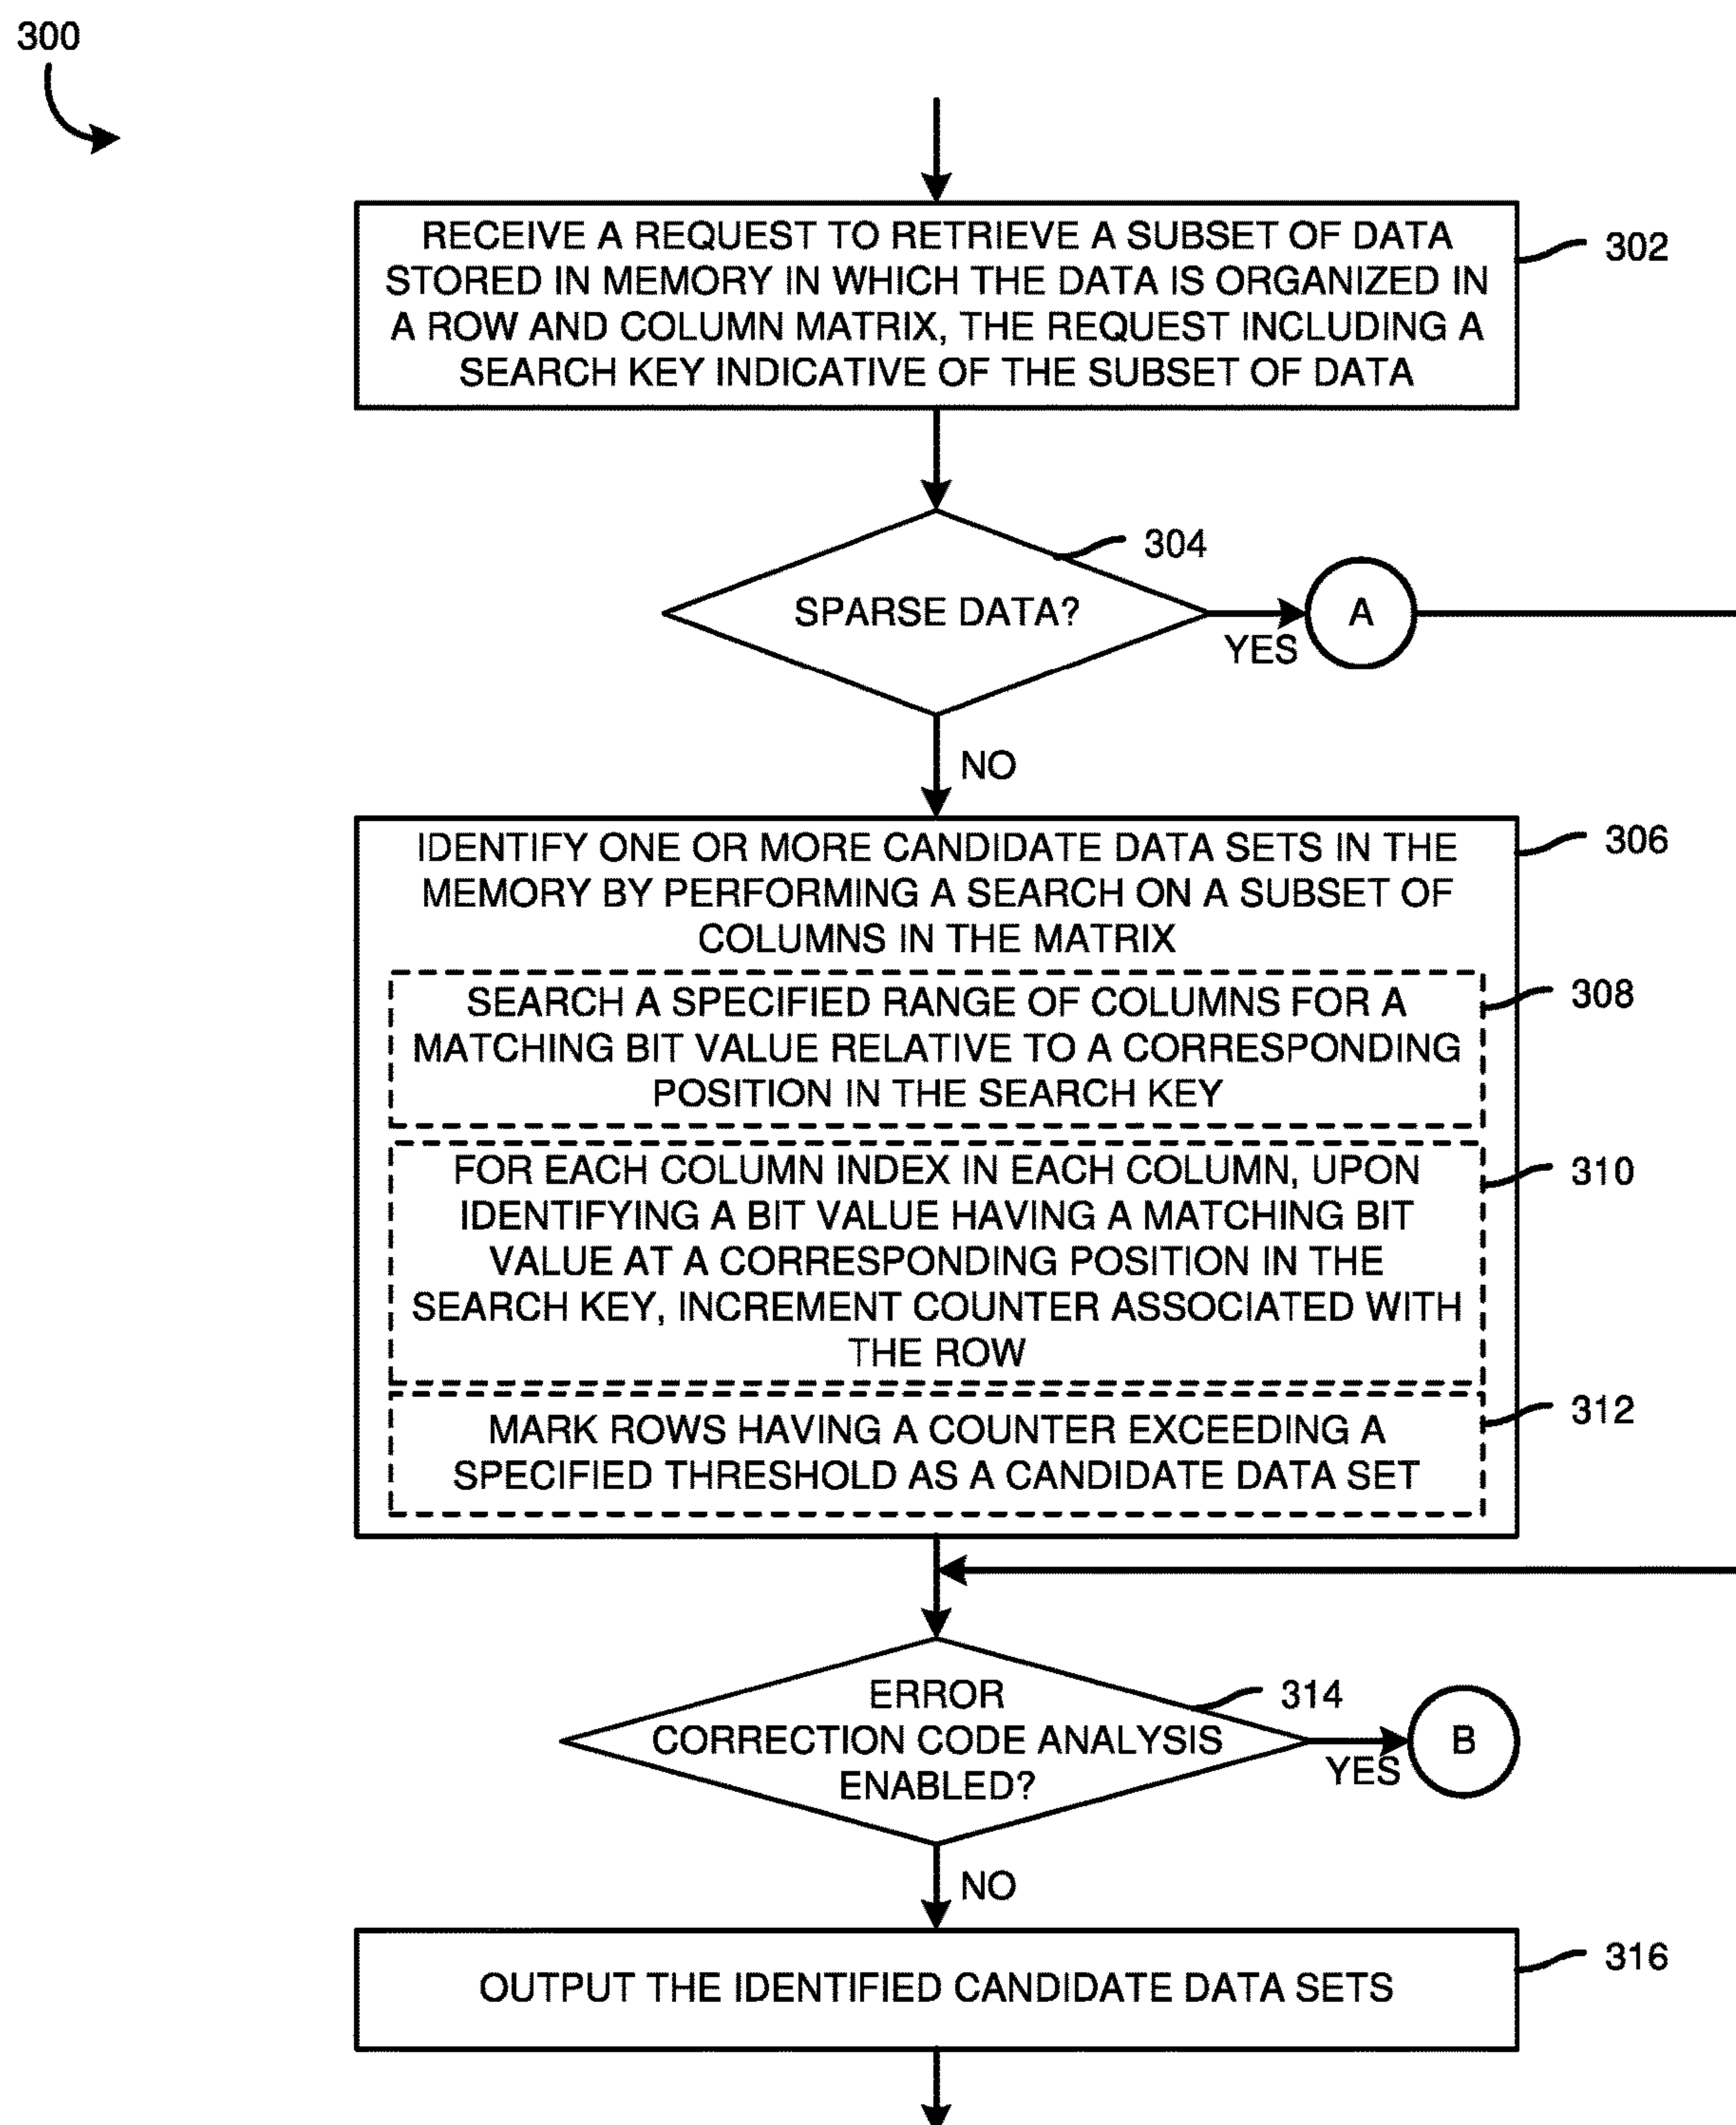 300
RECEIVE A REQUEST TO RETRIEVE A SUBSET OF DATA
STORED IN MEMORY IN WHICH THE DATA IS ORGANIZED IN
A ROW AND COLUMN MATRIX, THE REQUEST INCLUDING A
SEARCH KEY INDICATIVE OF THE SUBSET OF DATA
302
304
SPARSE DATA?
YES
A
NO
IDENTIFY ONE OR MORE CANDIDATE DATA SETS IN THE
MEMORY BY PERFORMING A SEARCH ON A SUBSET OF
COLUMNS IN THE MATRIX
306
SEARCH A SPECIFIED RANGE OF COLUMNS FOR A
MATCHING BIT VALUE RELATIVE TO A CORRESPONDING
POSITION IN THE SEARCH KEY
308
FOR EACH COLUMN INDEX IN EACH COLUMN, UPON
IDENTIFYING A BIT VALUE HAVING A MATCHING BIT
VALUE AT A CORRESPONDING POSITION IN THE
SEARCH KEY, INCREMENT COUNTER ASSOCIATED WITH
THE ROW
310
MARK ROWS HAVING A COUNTER EXCEEDING A
SPECIFIED THRESHOLD AS A CANDIDATE DATA SET
312
ERROR
CORRECTION CODE ANALYSIS
ENABLED?
314
YES
B
NO
OUTPUT THE IDENTIFIED CANDIDATE DATA SETS
316